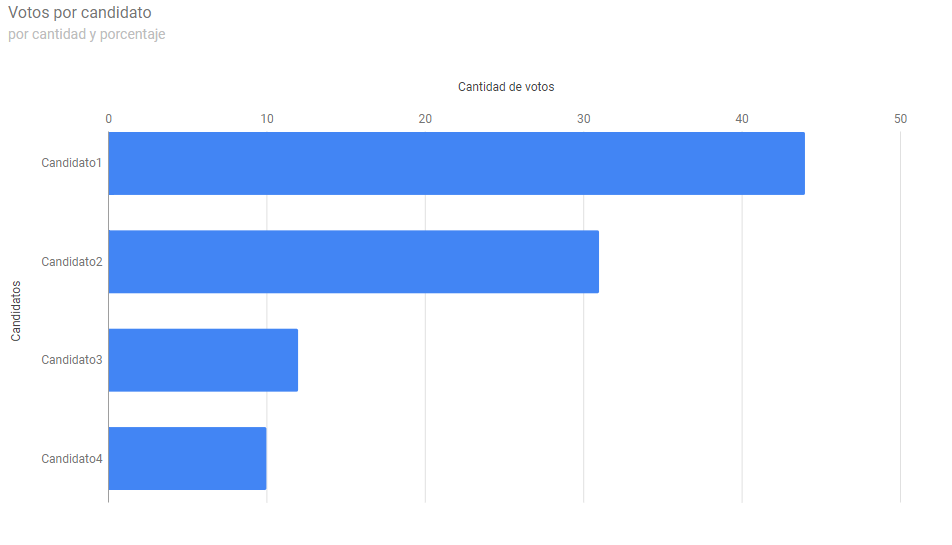 Votos por candidato
por cantidad y porcentaje
Cantidad de votos
0 10 20 30 40 50
Candidato1
Candidato2
Candidato3
Candidato4
Candidatos